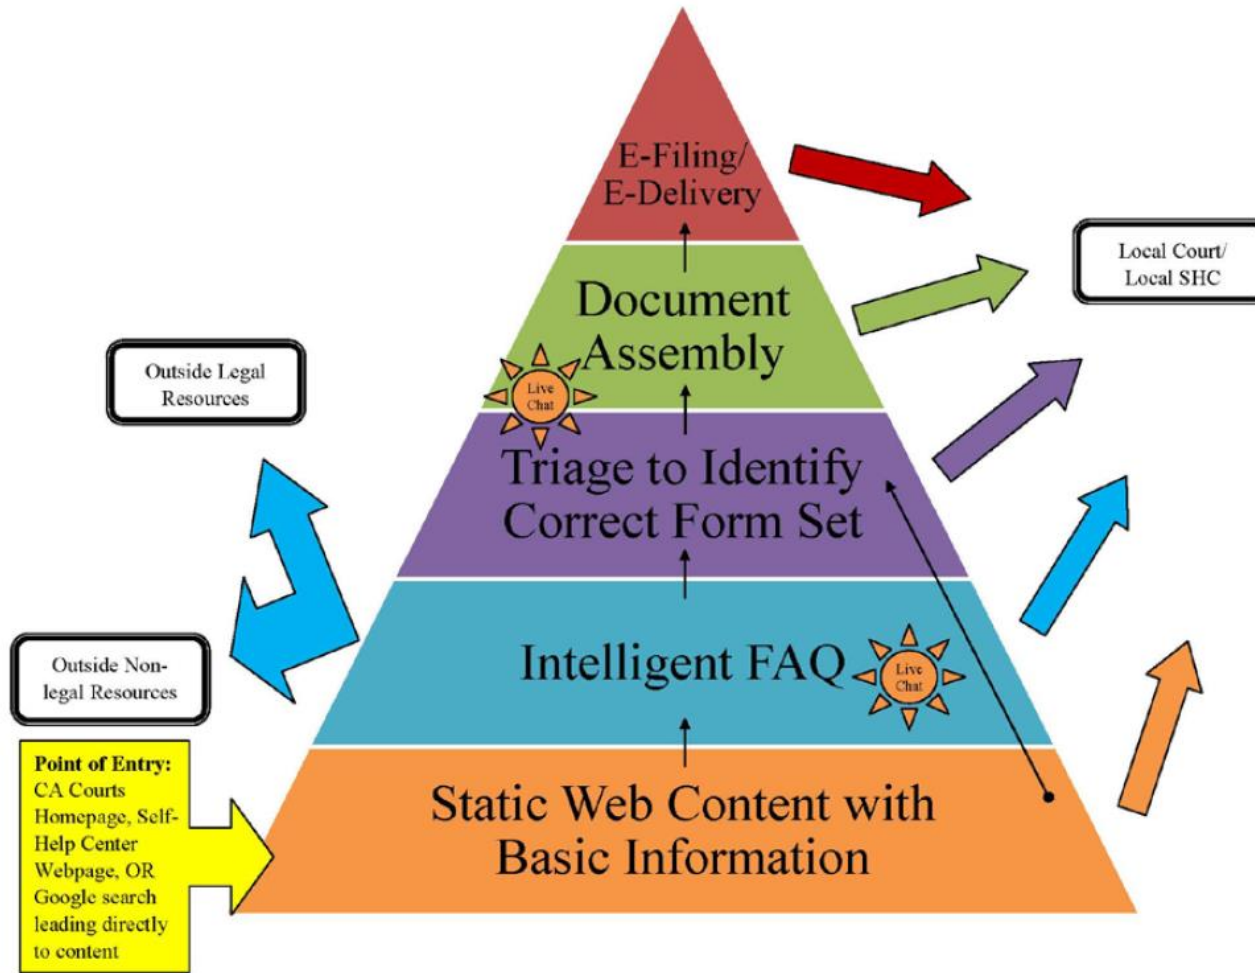 E-Filing/
E-Delivery
Local Court/
Local SHC
Document
Assembly
Outside Legal
Resources
Live
Chat
Triage to Identify
Correct Form Set
Intelligent FAQ
Live
Chat
Outside Non-
legal Resources
Point of Entry:
CA Courts
Homepage, Self-
Help Center
Webpage, OR
Google search
leading directly
to content
Static Web Content with
Basic Information